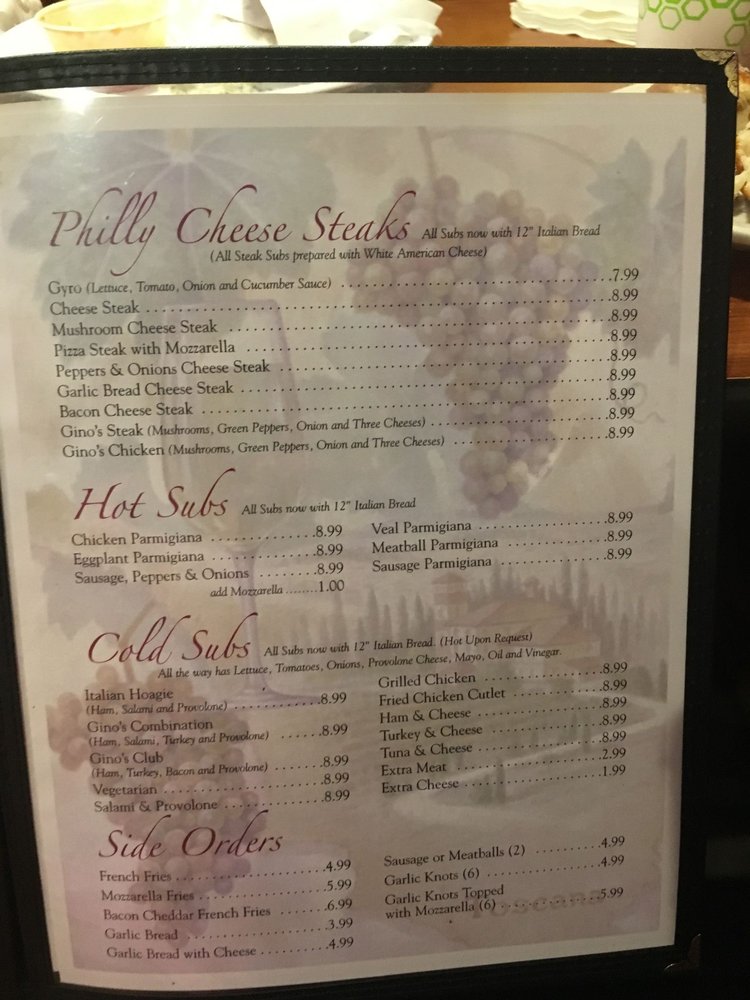 Philly Cheese Steaks All Subs now with 12" Italian Bread
(All Steak Subs prepared with White American Cheese)
Gyro (Lettuce, Tomato, Onion and Cucumber Sauce) 7.99
Cheese Steak 8.99
Mushroom Cheese Steak 8.99
Pizza Steak with Mozzarella 8.99
Peppers & Onions Cheese Steak 8.99
Garlic Bread Cheese Steak 8.99
Bacon Cheese Steak 8.99
Gino's Steak (Mushrooms, Green Peppers, Onion and Three Cheeses) 8.99
Gino's Chicken (Mushrooms, Green Peppers, Onion and Three Cheeses) 8.99
Hot Subs All Subs now with 12" Italian Bread
Chicken Parmigiana 8.99
Eggplant Parmigiana 8.99
Sausage, Peppers & Onions 8.99
add Mozzarella 1.00
Veal Parmigiana 8.99
Meatball Parmigiana 8.99
Sausage Parmigiana 8.99
Cold Subs All Subs now with 12" Italian Bread. (Hot Upon Request)
All the way has Lettuce, Tomatoes, Onions, Provolone Cheese, Mayo, Oil and Vinegar.
Italian Hoagie
(Ham, Salami and Provolone) 8.99
Gino's Combination
(Ham, Salami, Turkey and Provolone) 8.99
Gino's Club
(Ham, Turkey, Bacon and Provolone) 8.99
Vegetarian 8.99
Salami & Provolone 8.99
Grilled Chicken 8.99
Fried Chicken Cutlet 8.99
Ham & Cheese 8.99
Turkey & Cheese 8.99
Tuna & Cheese 8.99
Extra Meat 2.99
Extra Cheese 1.99
Side Orders
French Fries 4.99
Mozzarella Fries 5.99
Bacon Cheddar French Fries 6.99
Garlic Bread 3.99
Garlic Bread with Cheese 4.99
Sausage or Meatballs (2) 4.99
Garlic Knots (6) 4.99
Garlic Knots Topped
with Mozzarella (6) 5.99